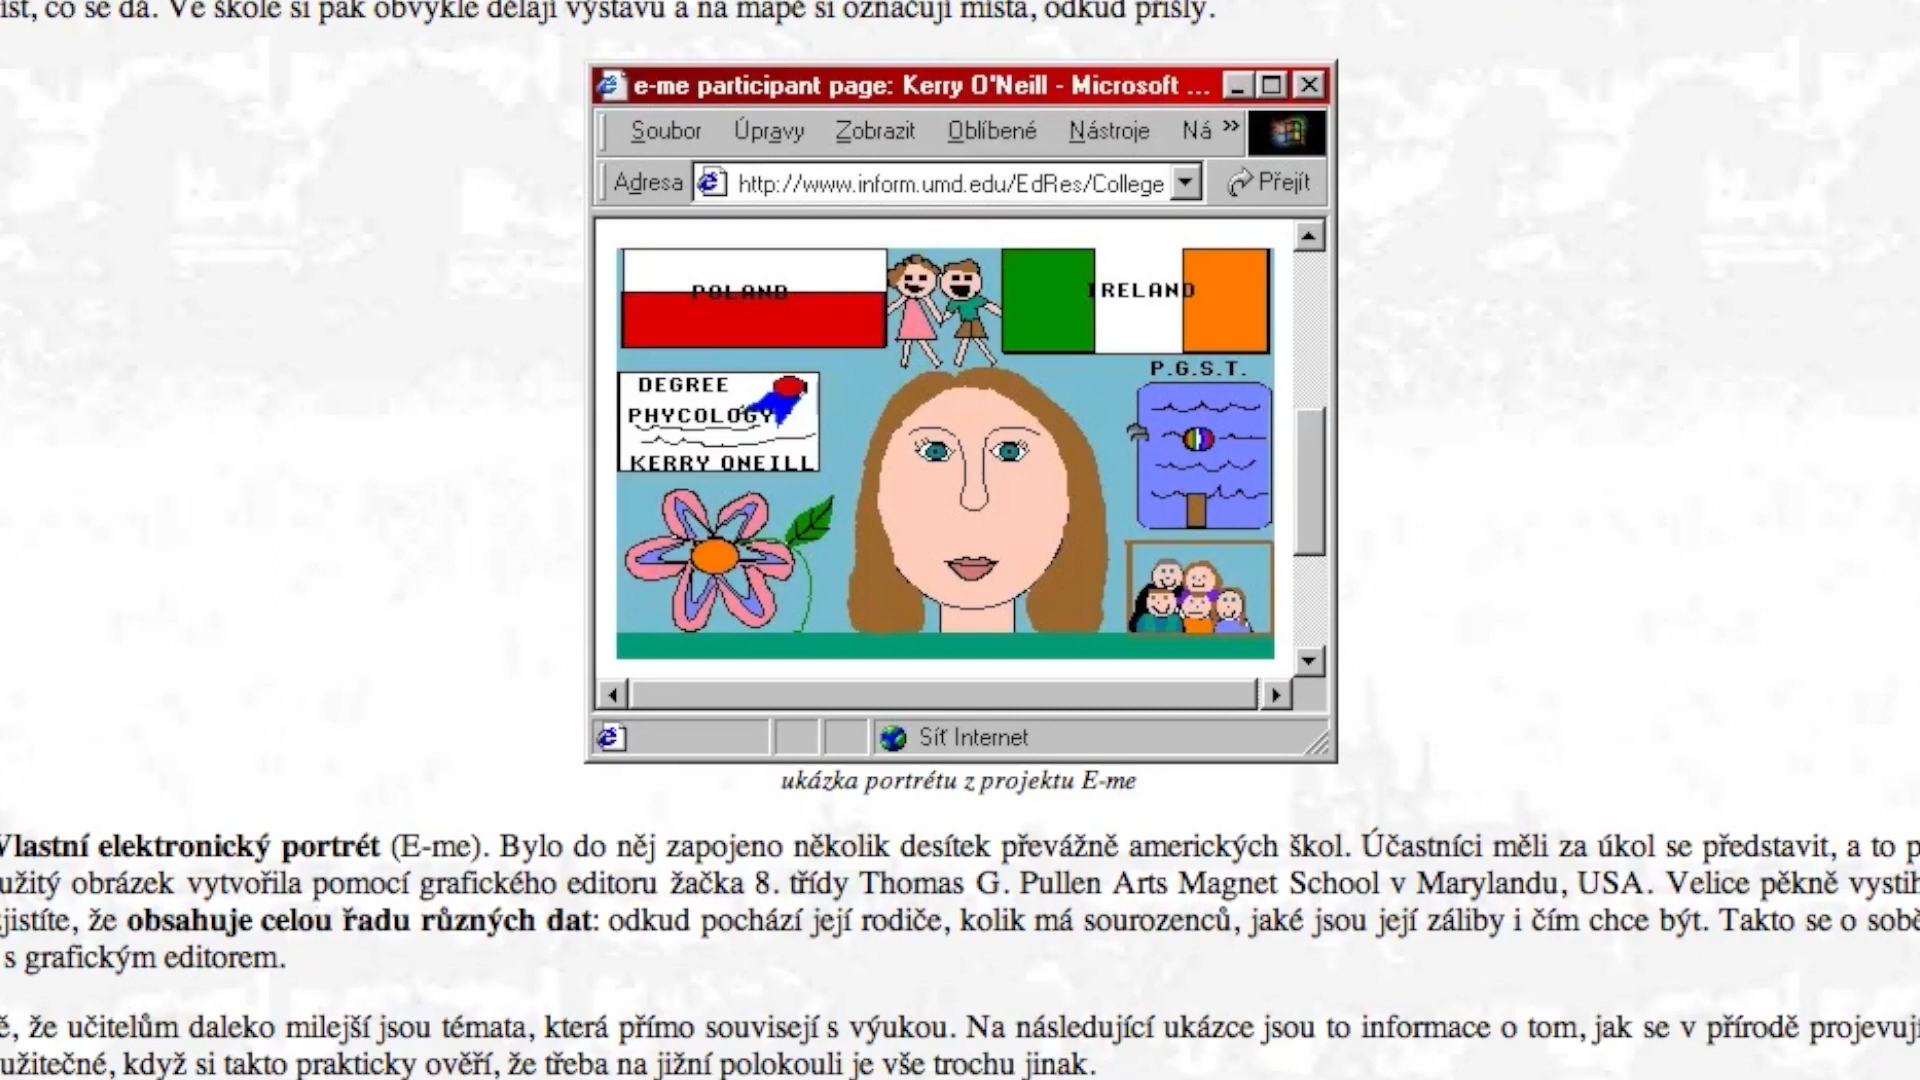 íst, co se dá. Ve škole si pak obvykle dělají výstavu a na mapě si označují místa, odkud přišly.
e-me participant page: Kerry O'Neill - Microsoft ...
Soubor Úpravy Zobrazit Oblíbené Nástroje Ná »
Adresa http://www.inform.umd.edu/EdRes/College Přejít
POLAND
IRELAND
P.G.S.T.
DEGREE
PHYCOLOGY
KERRY ONEILL
Síť Internet
ukázka portrétu z projektu E-me
Vlastní elektronický portrét (E-me). Bylo do něj zapojeno několik desítek převážně amerických škol. Účastníci měli za úkol se představit, a to p
užitý obrázek vytvořila pomocí grafického editoru žačka 8. třídy Thomas G. Pullen Arts Magnet School v Marylandu, USA. Velice pěkně vystih
jistíte, že obsahuje celou řadu různých dat: odkud pochází její rodiče, kolik má sourozenců, jaké jsou její záliby i čím chce být. Takto se o sobě
s grafickým editorem.
ě, že učitelům daleko milejší jsou témata, která přímo souvisejí s výukou. Na následující ukázce jsou to informace o tom, jak se v přírodě projevují
užitečné, když si takto prakticky ověří, že třeba na jižní polokouli je vše trochu jinak.